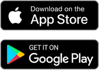 Download on the
App Store
GET IT ON
Google Play